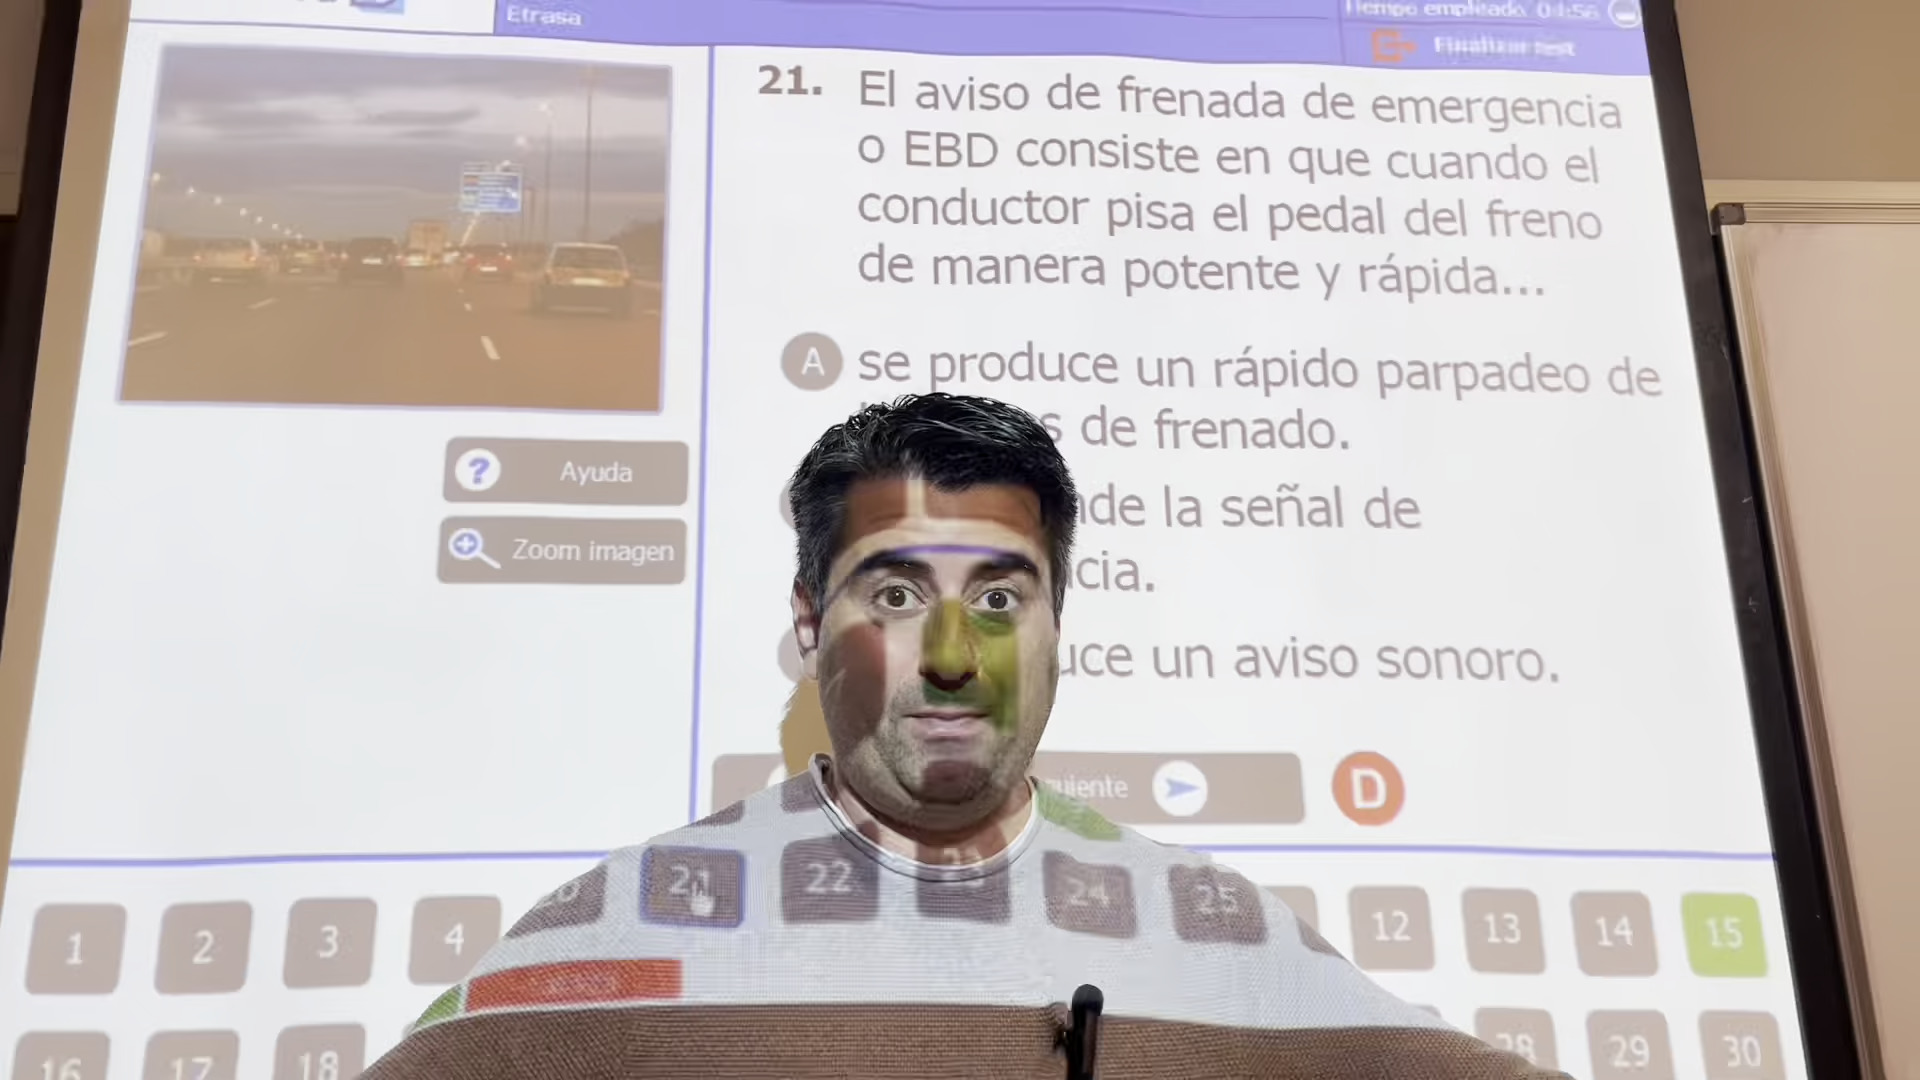 Etrasa
Tiempo empleado: 04:56
Finalizar test
21. El aviso de frenada de emergencia
o EBD consiste en que cuando el
conductor pisa el pedal del freno
de manera potente y rápida...
A se produce un rápido parpadeo de
s de frenado.
nde la señal de
cia.
uce un aviso sonoro.
Ayuda
Zoom imagen
guiente
D
21 22 23 24 25
1 2 3 4 12 13 14 15
16 17 18 28 29 30